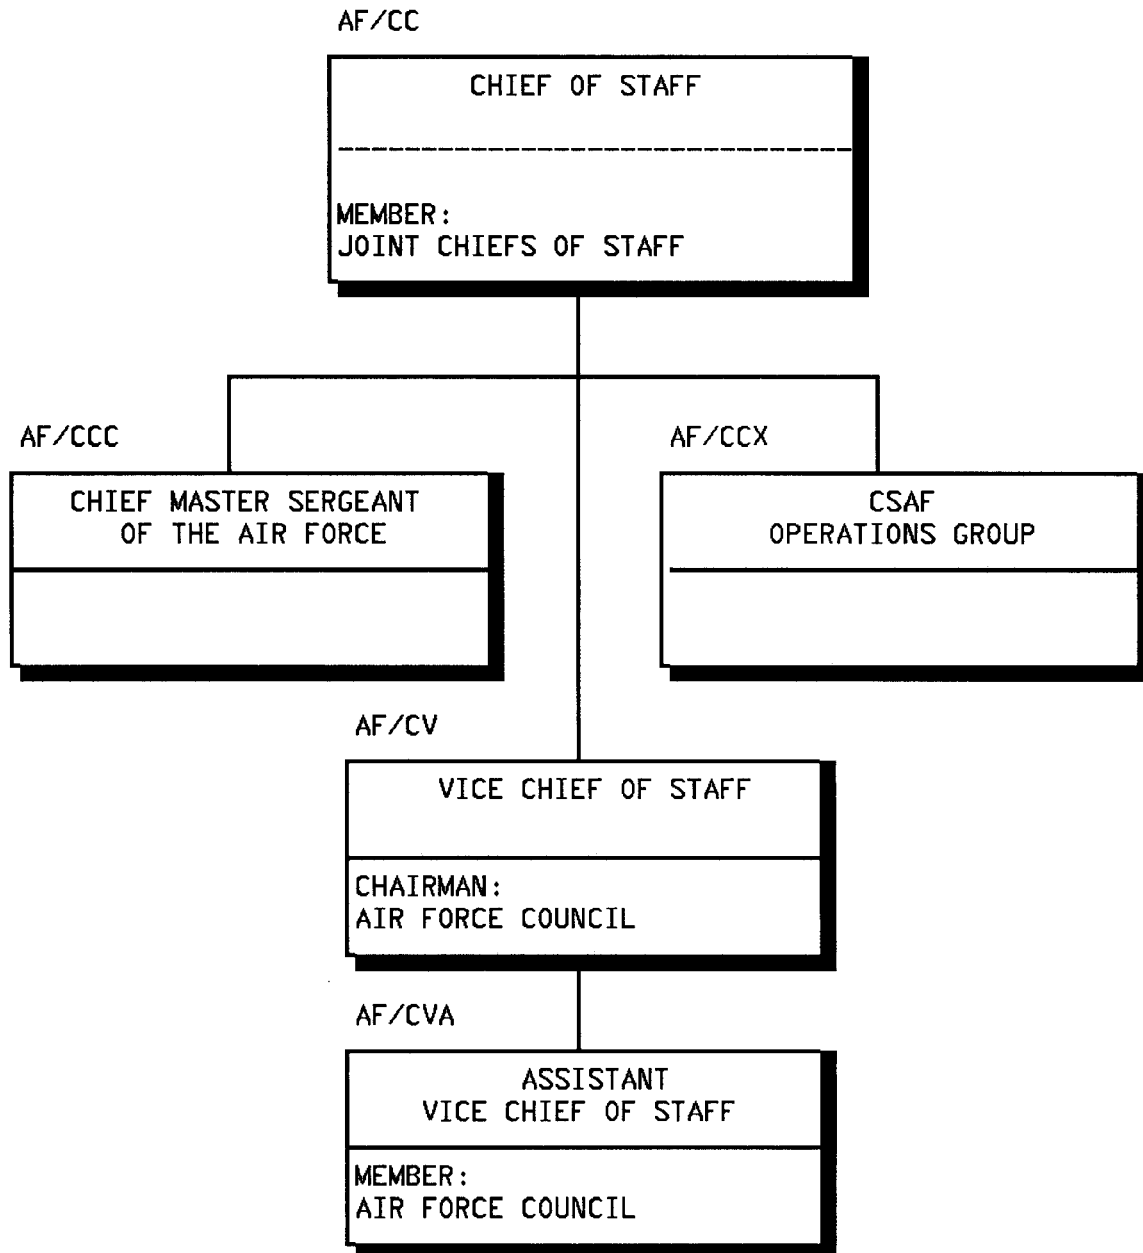 AF/CC
CHIEF OF STAFF
MEMBER:
JOINT CHIEFS OF STAFF
AF/CCC
CHIEF MASTER SERGEANT
OF THE AIR FORCE
AF/CCX
CSAF
OPERATIONS GROUP
AF/CV
VICE CHIEF OF STAFF
CHAIRMAN:
AIR FORCE COUNCIL
AF/CVA
ASSISTANT
VICE CHIEF OF STAFF
MEMBER:
AIR FORCE COUNCIL